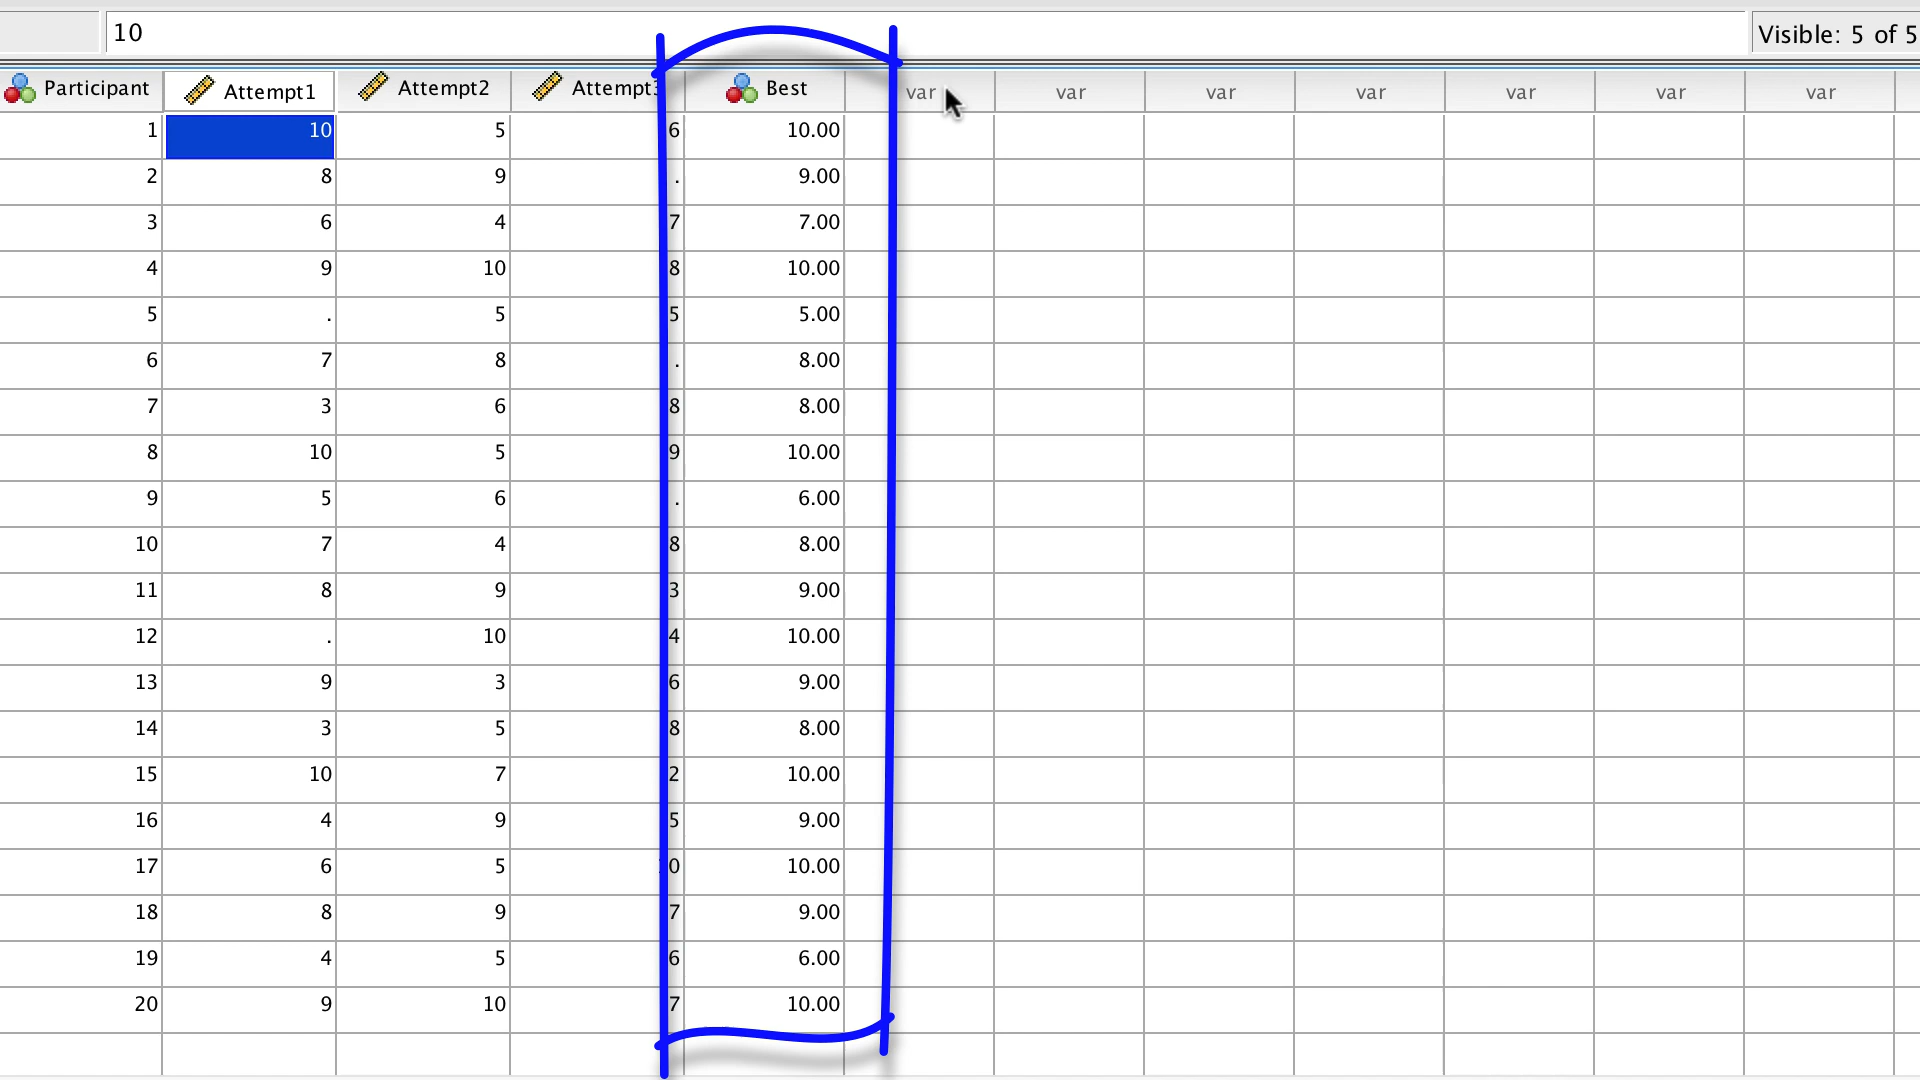 10 Visible: 5 of 5
Participant Attempt1 Attempt2 Attempt3 Best var var var var var var var
1 10 5 6 10.00
2 8 9 . 9.00
3 6 4 7 7.00
4 9 10 8 10.00
5 . 5 5 5.00
6 7 8 . 8.00
7 3 6 8 8.00
8 10 5 9 10.00
9 5 6 . 6.00
10 7 4 8 8.00
11 8 9 3 9.00
12 . 10 4 10.00
13 9 3 6 9.00
14 3 5 8 8.00
15 10 7 2 10.00
16 4 9 5 9.00
17 6 5 10 10.00
18 8 9 7 9.00
19 4 5 6 6.00
20 9 10 7 10.00